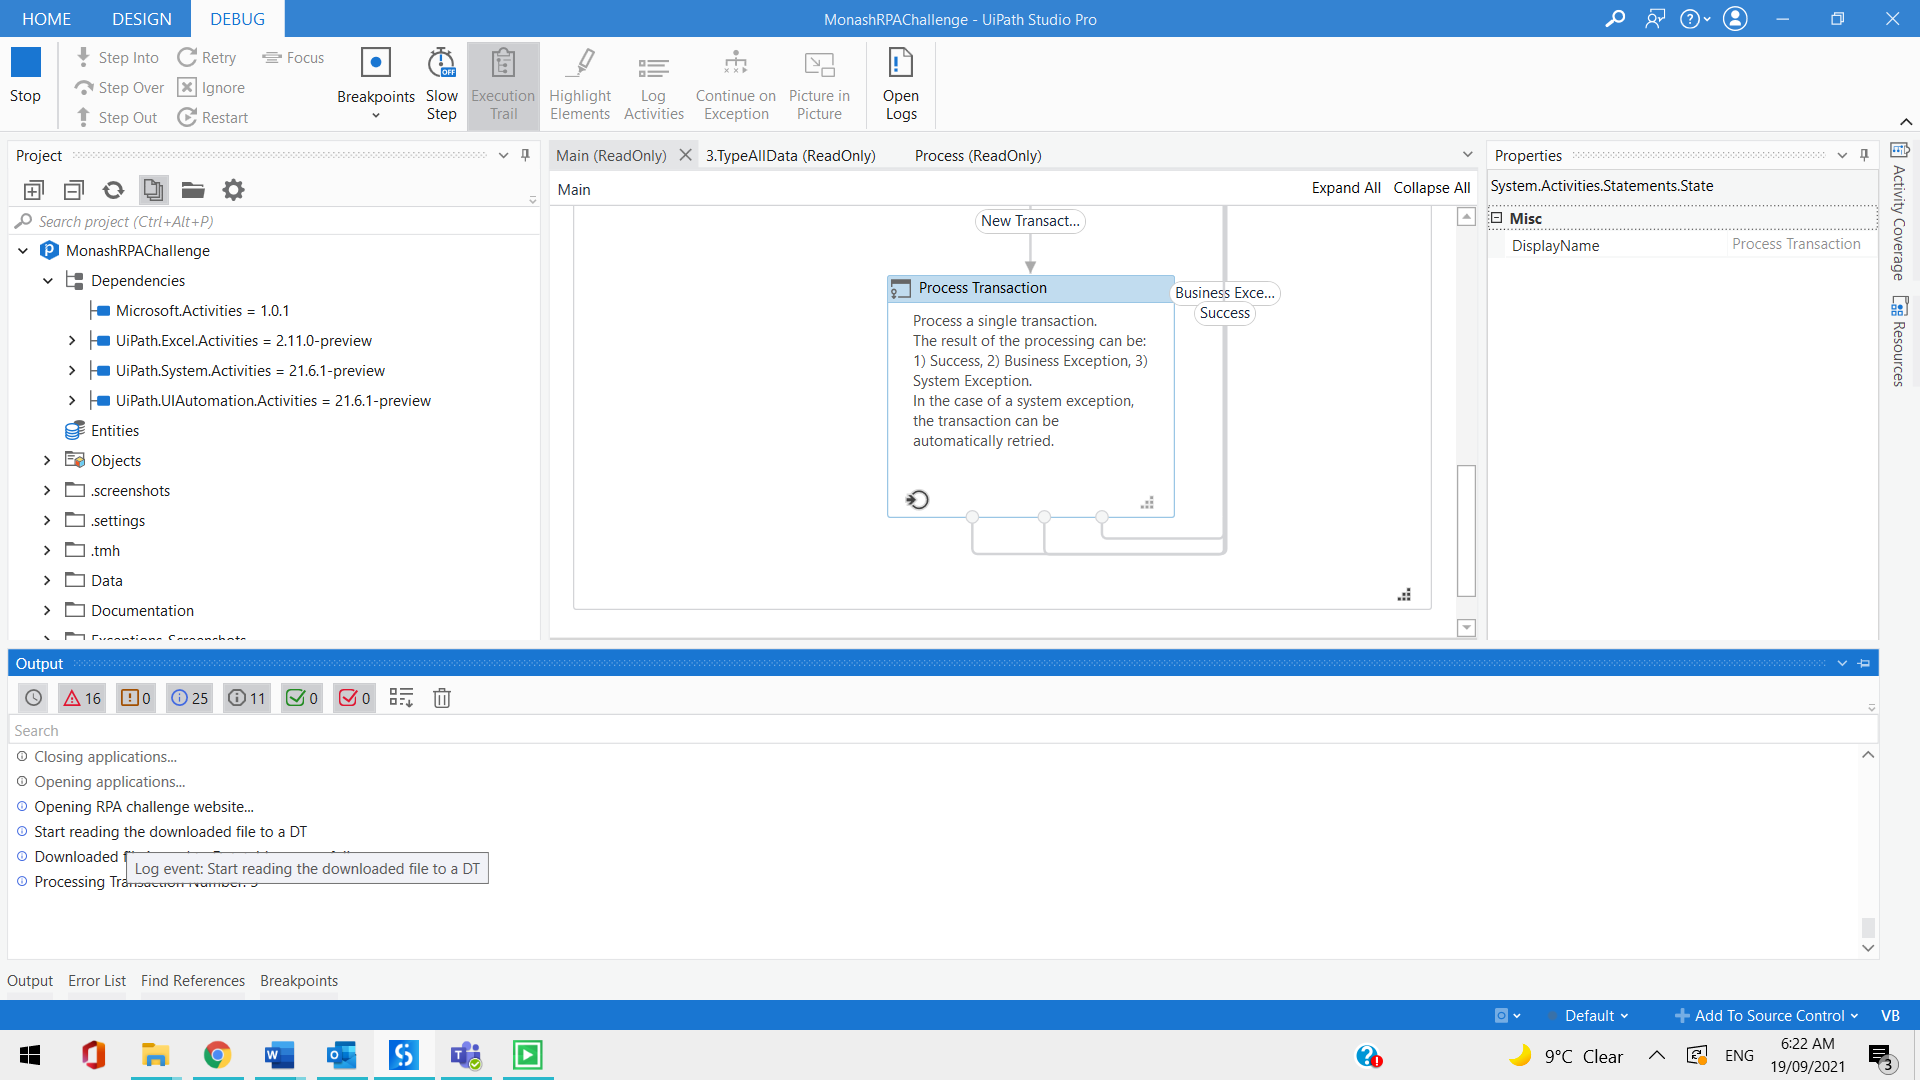 HOME DESIGN DEBUG MonashRPAChallenge - UiPath Studio Pro
Stop
Step Into Retry Focus
Step Over Ignore
Step Out Restart
Breakpoints
Slow Step
Execution Trail
Highlight Elements
Log Activities
Continue on Exception
Picture in Picture
Open Logs
Project
Search project (Ctrl+Alt+P)
MonashRPAChallenge
Dependencies
Microsoft.Activities = 1.0.1
UiPath.Excel.Activities = 2.11.0-preview
UiPath.System.Activities = 21.6.1-preview
UiPath.UIAutomation.Activities = 21.6.1-preview
Entities
Objects
.screenshots
.settings
.tmh
Data
Documentation
Exceptions_Screenshots
Main (ReadOnly) 3.TypeAllData (ReadOnly) Process (ReadOnly)
Main Expand All Collapse All
New Transact...
Process Transaction
Business Exce...
Success
Process a single transaction.
The result of the processing can be:
1) Success, 2) Business Exception, 3)
System Exception.
In the case of a system exception,
the transaction can be
automatically retried.
Properties
System.Activities.Statements.State
Misc
DisplayName Process Transaction
Activity Coverage
Resources
Output
16 0 25 11 0 0
Search
Closing applications...
Opening applications...
Opening RPA challenge website...
Start reading the downloaded file to a DT
Downloaded
Log event: Start reading the downloaded file to a DT
Processing Transaction Number:
Output Error List Find References Breakpoints
Default Add To Source Control VB
9°C Clear ENG
6:22 AM
19/09/2021
3